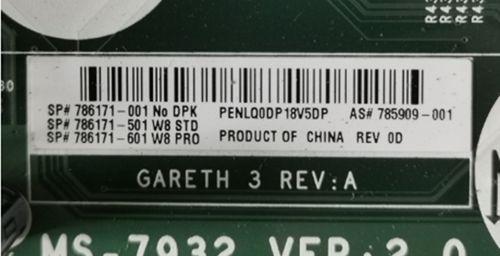 SP# 786171-001 No DPK PENLQ0DP18V5DP AS# 785909-001
SP# 786171-501 W8 STD
SP# 786171-601 W8 PRO PRODUCT OF CHINA REV 0D
GARETH 3 REV:A
MS-7932 VER:2.0